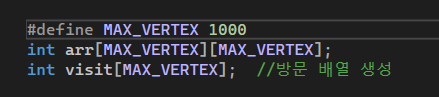 #define MAX_VERTEX 1000
int arr[MAX_VERTEX][MAX_VERTEX];
int visit[MAX_VERTEX];  //방문 배열 생성